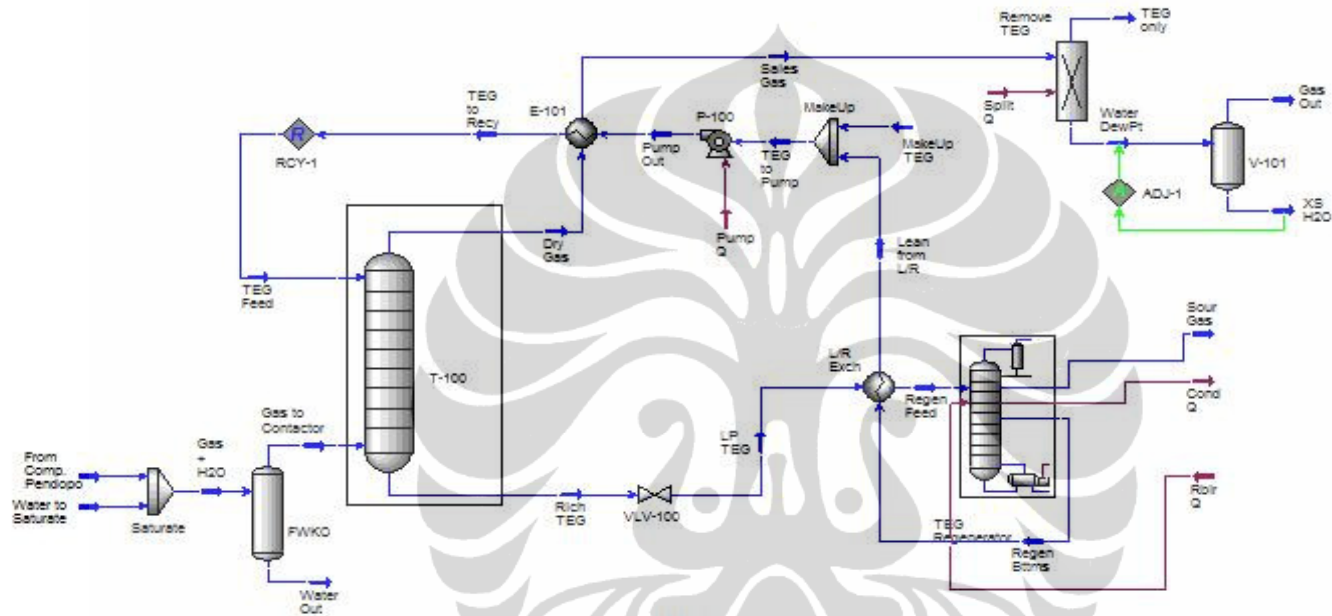 Remove
TEG
TEG
only
Sales
Gas
Split
Q
Gas
Out
E-101
TEG
to
Recy
P-100
MakeUp
Water
DewPt
V-101
RCY-1
Pump
Out
TEG
to
Pump
MakeUp
TEG
ADJ-1
XS
H2O
Dry
Gas
Pump
Q
Lean
from
L/R
TEG
Feed
Sour
Gas
T-100
L/R
Exch
Regen
Feed
Cond
Q
Gas to
Contactor
Gas
+
H2O
LP
TEG
From
Comp.
Pendopo
Water to
Saturate
Saturate
FWKO
Rich
TEG
VLV-100
TEG
Regenerator
Regen
Bttms
Rblr
Q
Water
Out